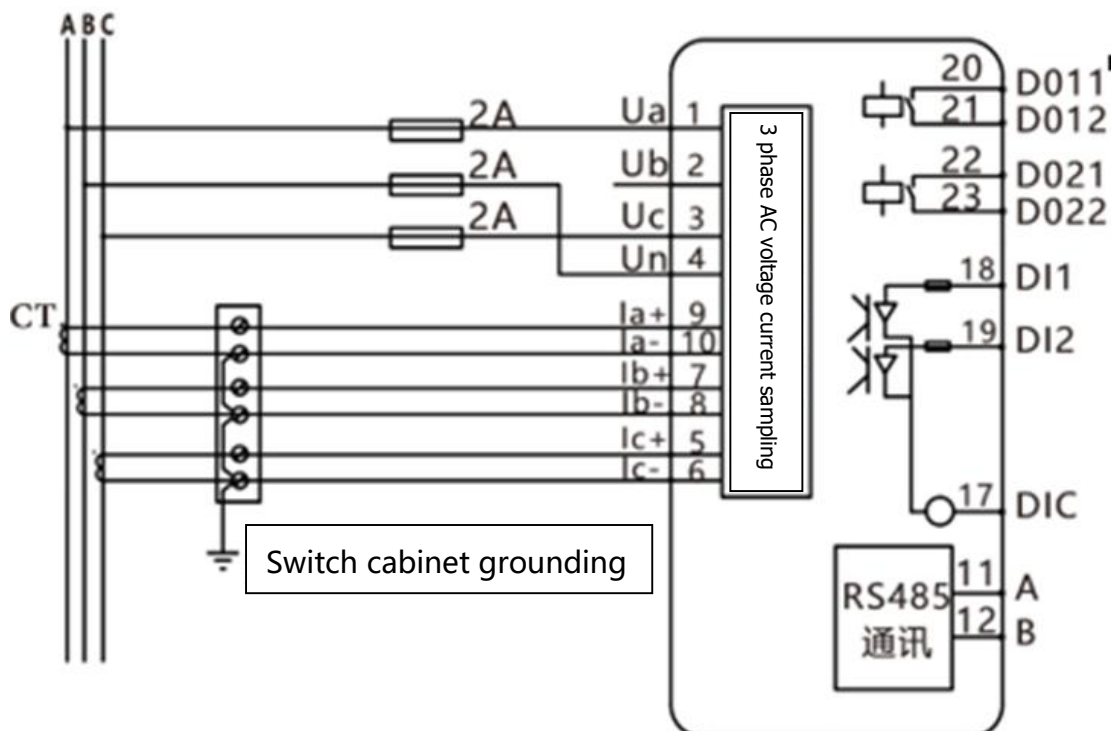 A B C
2A
Ua 1
2A
Ub 2
2A
Uc 3
Un 4
CT
Ia+ 9
Ia- 10
Ib+ 7
Ib- 8
Ic+ 5
Ic- 6
3 phase AC voltage current sampling
Switch cabinet grounding
20 D011
21 D012
22 D021
23 D022
18 DI1
19 DI2
17 DIC
RS485
通讯
11 A
12 B